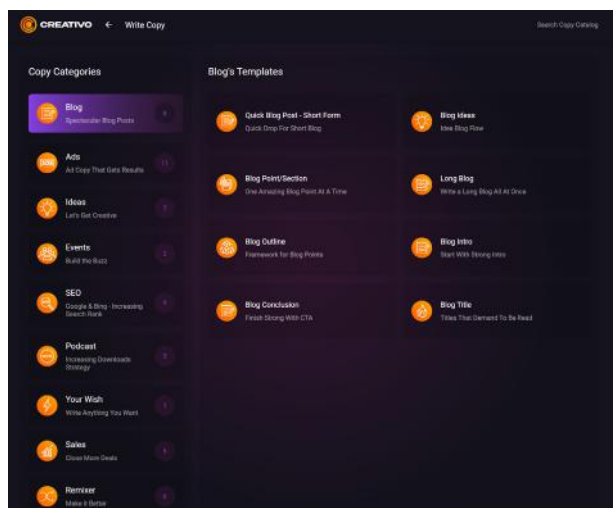 CREATIVO
← Write Copy
Search Copy Catalog
Copy Categories
Blog
Spectacular Blog Posts
Ads
Ad Copy That Gets Results
Ideas
Let's Get Creative
Events
Build the Buzz
SEO
Google & Bing - Increasing
Search Rank
Podcast
Increasing Downloads
Strategy
Your Wish
Write Anything You Want
Sales
Close More Deals
Remixer
Make it Better
Blog's Templates
Quick Blog Post - Short Form
Quick Drop For Short Blog
Blog Ideas
Idea Blog Flow
Blog Point/Section
One Amazing Blog Point At A Time
Long Blog
Write a Long Blog All At Once
Blog Outline
Framework for Blog Points
Blog Intro
Start With Strong Intro
Blog Conclusion
Finish Strong With CTA
Blog Title
Titles That Demand To Be Read